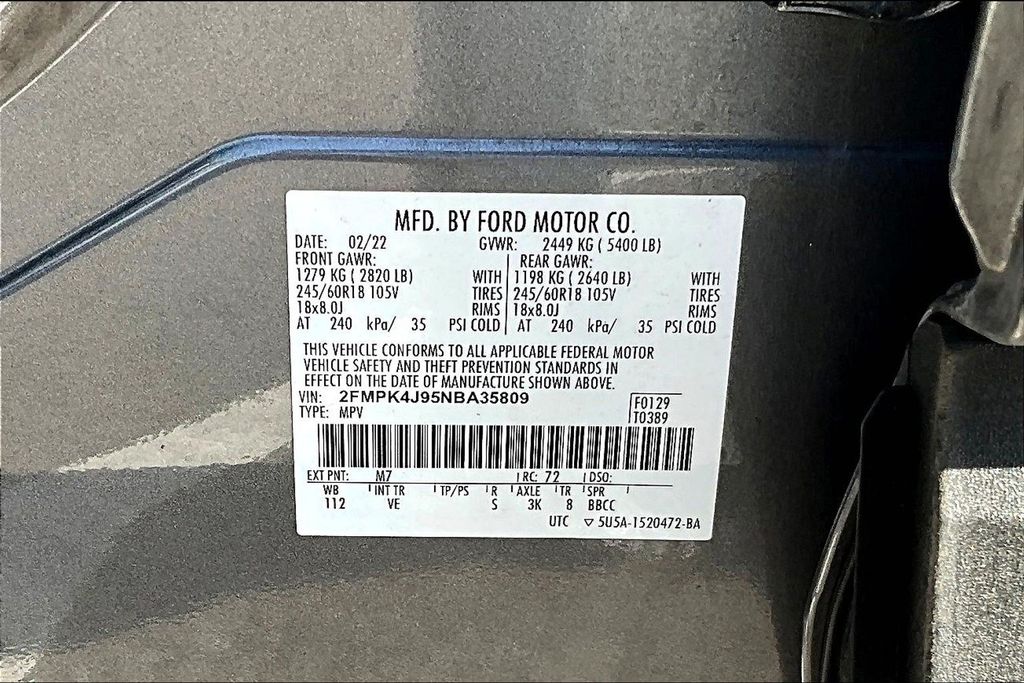 MFD. BY FORD MOTOR CO.
DATE: 02/22 GVWR: 2449 KG ( 5400 LB)
FRONT GAWR: REAR GAWR:
1279 KG ( 2820 LB) WITH 1198 KG ( 2640 LB) WITH
245/60R18 105V TIRES 245/60R18 105V TIRES
18x8.0J RIMS 18x8.0J RIMS
AT 240 kPa/ 35 PSI COLD AT 240 kPa/ 35 PSI COLD
THIS VEHICLE CONFORMS TO ALL APPLICABLE FEDERAL MOTOR
VEHICLE SAFETY AND THEFT PREVENTION STANDARDS IN
EFFECT ON THE DATE OF MANUFACTURE SHOWN ABOVE.
VIN: 2FMPK4J95NBA35809 F0129
TYPE: MPV T0389
EXT PNT: M7 RC: 72 DSO:
WB INT TR TP/PS R AXLE TR SPR
112 VE S 3K 8 BBCC
UTC ▽ 5U5A-1520472-BA